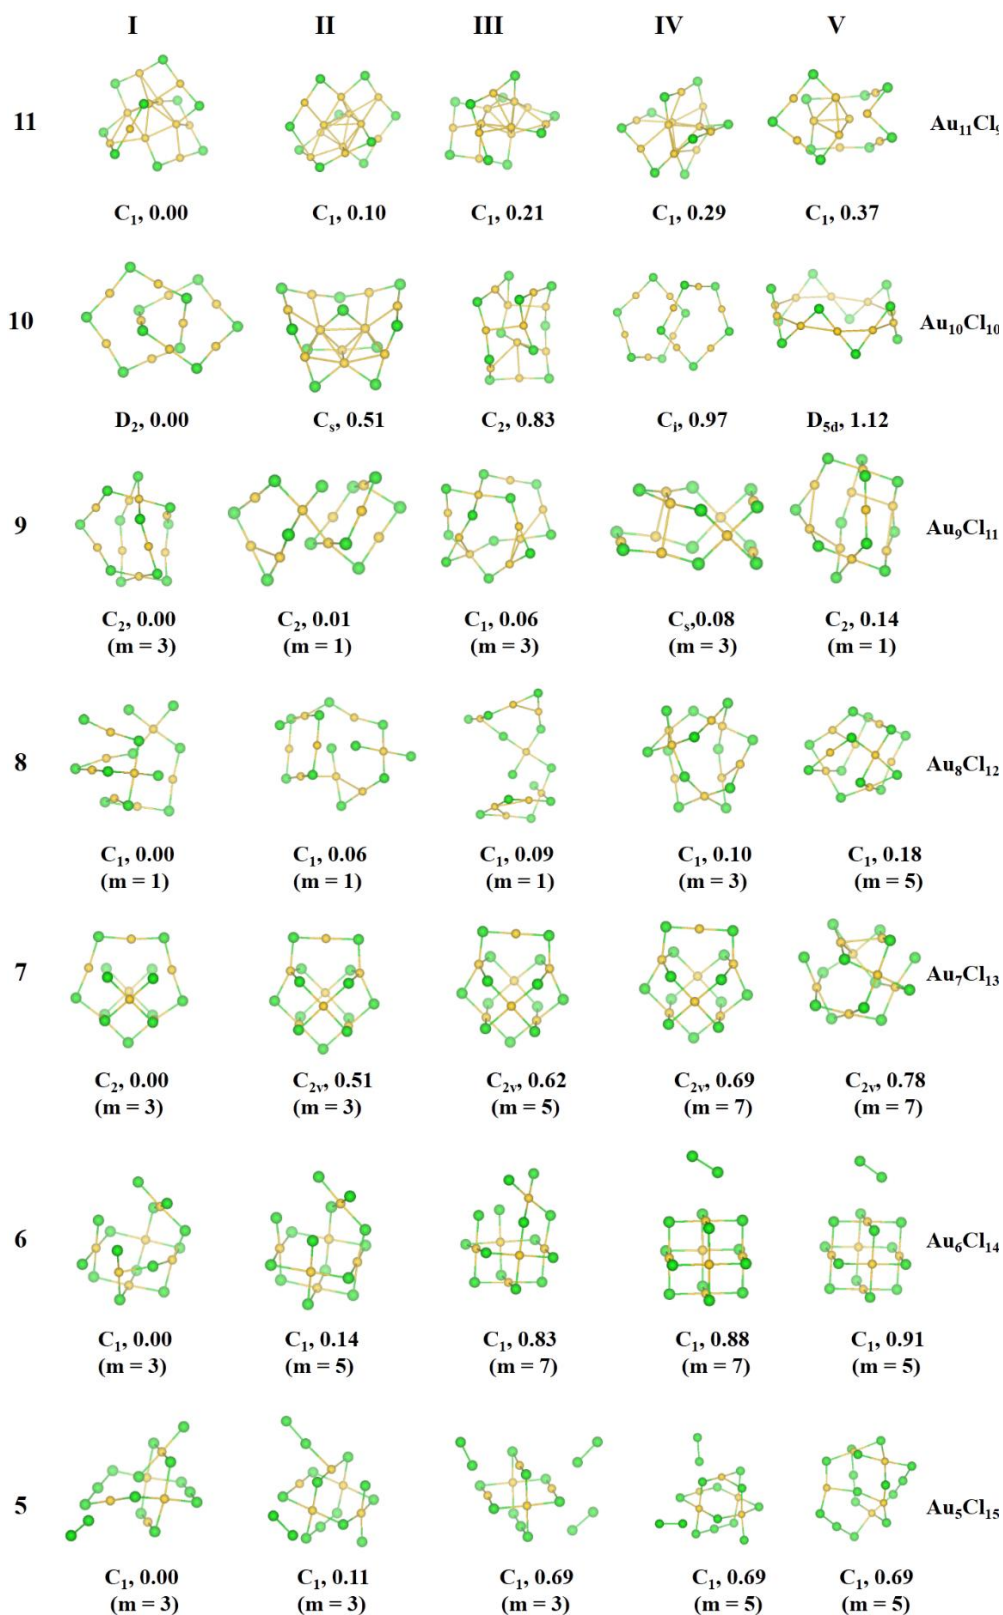 I II III IV V
11 Au₁₁Cl₉
C₁, 0.00 C₁, 0.10 C₁, 0.21 C₁, 0.29 C₁, 0.37
10 Au₁₀Cl₁₀
D₂, 0.00 Cₛ, 0.51 C₂, 0.83 Cᵢ, 0.97 D₅d, 1.12
9 Au₉Cl₁₁
C₂, 0.00 C₂, 0.01 C₁, 0.06 Cₛ,0.08 C₂, 0.14
(m = 3) (m = 1) (m = 3) (m = 3) (m = 1)
8 Au₈Cl₁₂
C₁, 0.00 C₁, 0.06 C₁, 0.09 C₁, 0.10 C₁, 0.18
(m = 1) (m = 1) (m = 1) (m = 3) (m = 5)
7 Au₇Cl₁₃
C₂, 0.00 C₂ᵥ, 0.51 C₂ᵥ, 0.62 C₂ᵥ, 0.69 C₂ᵥ, 0.78
(m = 3) (m = 3) (m = 5) (m = 7) (m = 7)
6 Au₆Cl₁₄
C₁, 0.00 C₁, 0.14 C₁, 0.83 C₁, 0.88 C₁, 0.91
(m = 3) (m = 5) (m = 7) (m = 7) (m = 5)
5 Au₅Cl₁₅
C₁, 0.00 C₁, 0.11 C₁, 0.69 C₁, 0.69 C₁, 0.69
(m = 3) (m = 3) (m = 3) (m = 5) (m = 5)